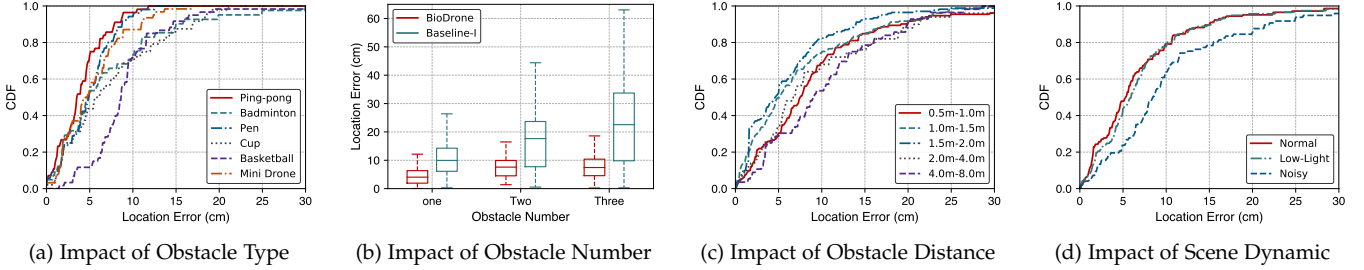 CDF
1.0
0.8
0.6
0.4
0.2
0.0
Ping-pong
Badminton
Pen
Cup
Basketball
Mini Drone
0 5 10 15 20 25 30
Location Error (cm)
(a) Impact of Obstacle Type
Location Error (cm)
60
50
40
30
20
10
0
BioDrone
Baseline-I
one Two Three
Obstacle Number
(b) Impact of Obstacle Number
CDF
1.0
0.8
0.6
0.4
0.2
0.0
0.5m-1.0m
1.0m-1.5m
1.5m-2.0m
2.0m-4.0m
4.0m-8.0m
0 5 10 15 20 25 30
Location Error (cm)
(c) Impact of Obstacle Distance
CDF
1.0
0.8
0.6
0.4
0.2
0.0
Normal
Low-Light
Noisy
0 5 10 15 20 25 30
Location Error (cm)
(d) Impact of Scene Dynamic